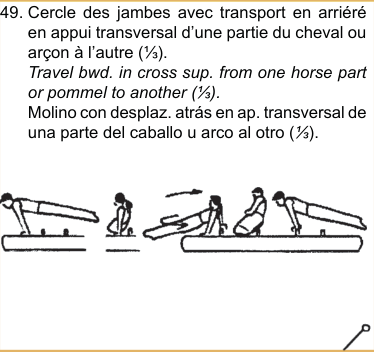 49. Cercle des jambes avec transport en arriéré
en appui transversal d'une partie du cheval ou
arçon à l'autre (⅓).
Travel bwd. in cross sup. from one horse part
or pommel to another (⅓).
Molino con desplaz. atrás en ap. transversal de
una parte del caballo u arco al otro (⅓).